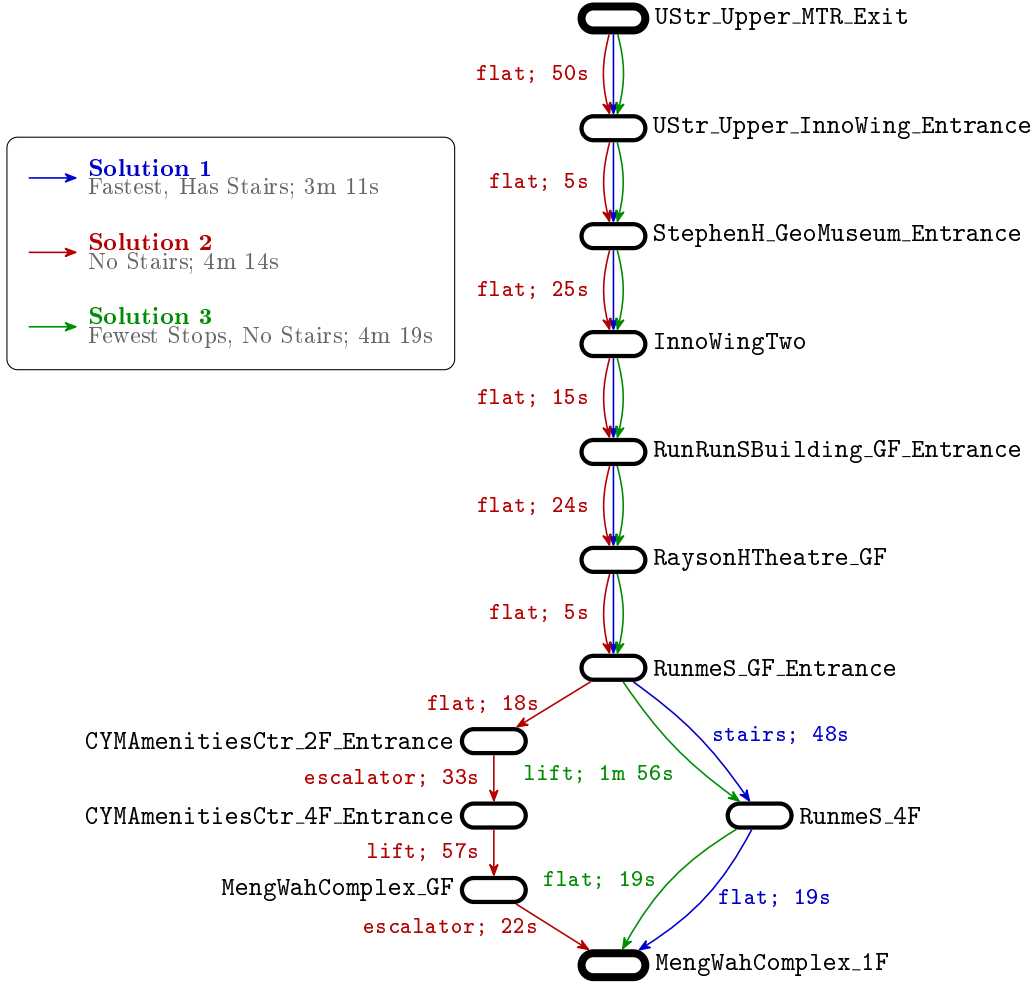 UStr_Upper_MTR_Exit
flat; 50s
UStr_Upper_InnoWing_Entrance
Solution 1
Fastest, Has Stairs; 3m 11s
Solution 2
No Stairs; 4m 14s
Solution 3
Fewest Stops, No Stairs; 4m 19s
flat; 5s
StephenH_GeoMuseum_Entrance
flat; 25s
InnoWingTwo
flat; 15s
RunRunSBuilding_GF_Entrance
flat; 24s
RaysonHTheatre_GF
flat; 5s
RunmeS_GF_Entrance
flat; 18s
stairs; 48s
CYMAmenitiesCtr_2F_Entrance
escalator; 33s
lift; 1m 56s
CYMAmenitiesCtr_4F_Entrance
RunmeS_4F
lift; 57s
flat; 19s
MengWahComplex_GF
flat; 19s
escalator; 22s
MengWahComplex_1F